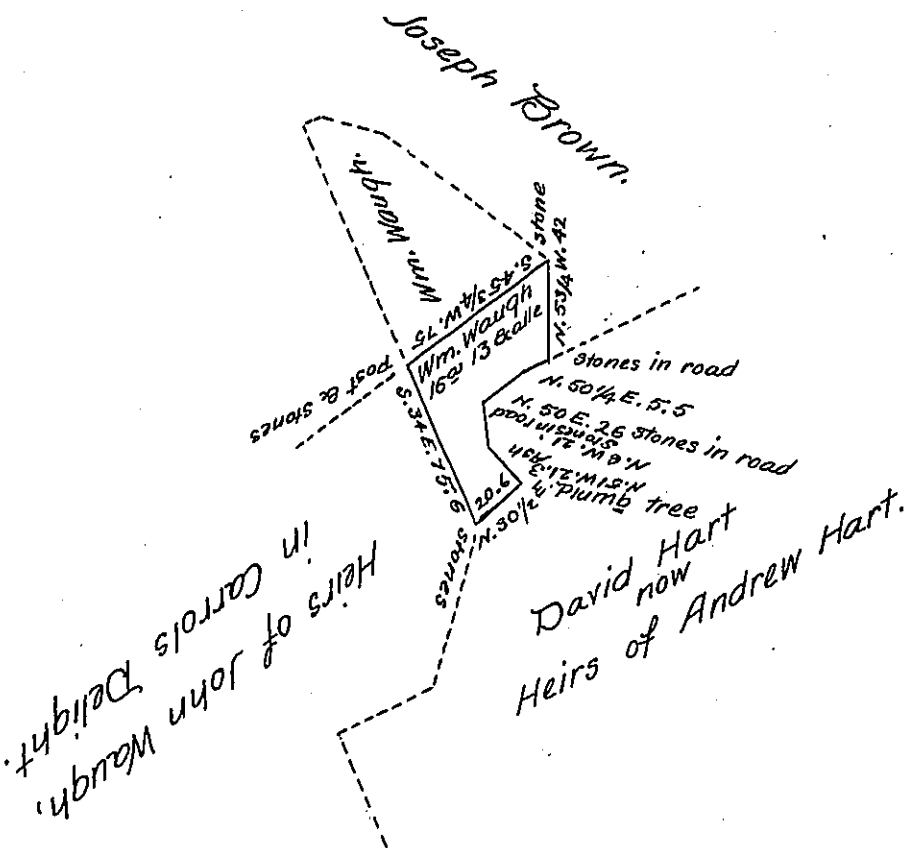 Joseph Brown.
Wm. Waugh.
stone
N. 5 3/4 W. 42
S. 45 3/4 W. 75
Wm. Waugh
16a 13 & alle
Post & Stones
S. 34 E. 75.6
stones in road
N. 50 1/4 E. 5.5
N. 50 E. 26 stones in road
Stones in road
N. 6 W. 21.
Ash
N. 51 W. 21.3
m. Plumb tree
20.6
N. 30 1/2
Stones
David Hart
now
Heirs of Andrew Hart.
Heirs of John Waugh,
in Carrols Delight.